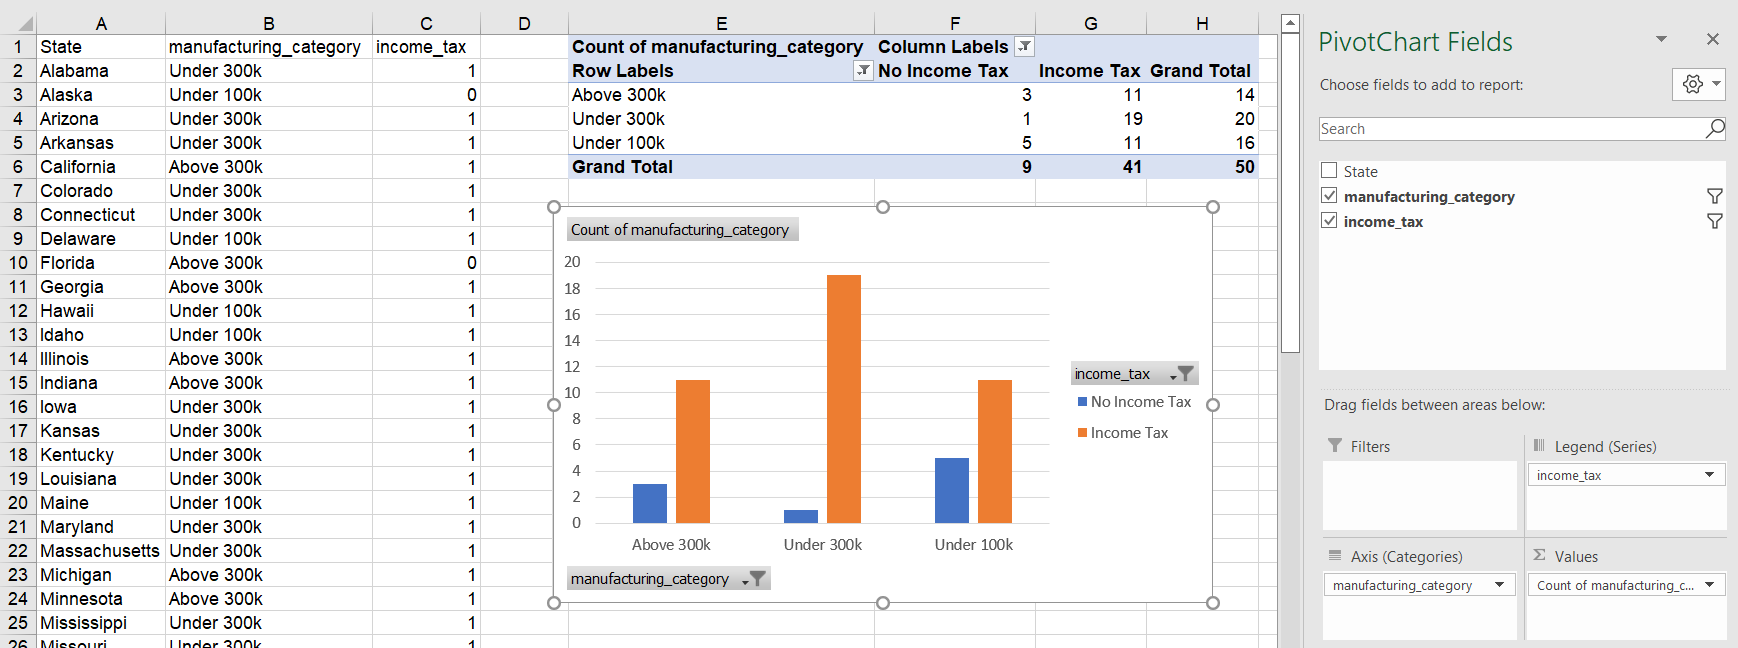 A B C D E F G H
1 State manufacturing_category income_tax Count of manufacturing_category Column Labels
2 Alabama Under 300k 1 Row Labels No Income Tax Income Tax Grand Total
3 Alaska Under 100k 0 Above 300k 3 11 14
4 Arizona Under 300k 1 Under 300k 1 19 20
5 Arkansas Under 300k 1 Under 100k 5 11 16
6 California Above 300k 1 Grand Total 9 41 50
7 Colorado Under 300k 1
8 Connecticut Under 300k 1
9 Delaware Under 100k 1
10 Florida Above 300k 0
11 Georgia Above 300k 1
12 Hawaii Under 100k 1
13 Idaho Under 100k 1
14 Illinois Above 300k 1
15 Indiana Above 300k 1
16 Iowa Under 300k 1
17 Kansas Under 300k 1
18 Kentucky Under 300k 1
19 Louisiana Under 300k 1
20 Maine Under 100k 1
21 Maryland Under 300k 1
22 Massachusetts Under 300k 1
23 Michigan Above 300k 1
24 Minnesota Above 300k 1
25 Mississippi Under 300k 1
26 Missouri Under 300k 1
Count of manufacturing_category
20
18
16
14
12
10
8
6
4
2
0
Above 300k Under 300k Under 100k
manufacturing_category
income_tax
No Income Tax
Income Tax
PivotChart Fields
Choose fields to add to report:
Search
State
manufacturing_category
income_tax
Drag fields between areas below:
Filters
Legend (Series)
income_tax
Axis (Categories)
manufacturing_category
Σ Values
Count of manufacturing_c...